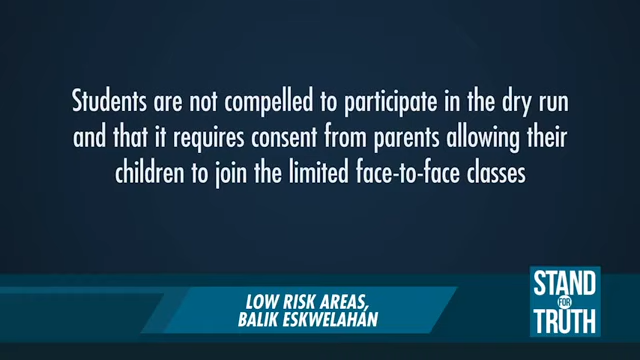 Students are not compelled to participate in the dry run
and that it requires consent from parents allowing their
children to join the limited face-to-face classes
LOW RISK AREAS,
BALIK ESKWELAHAN
STAND
FOR
TRUTH